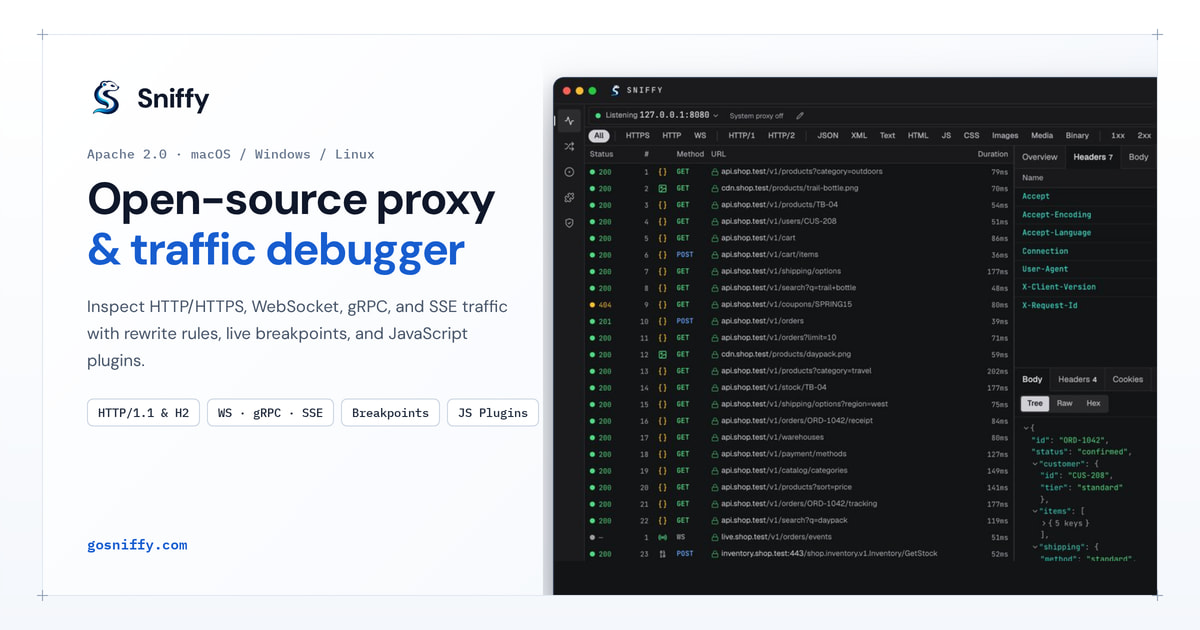 Sniffy
Apache 2.0 · macOS / Windows / Linux
Open-source proxy
& traffic debugger
Inspect HTTP/HTTPS, WebSocket, gRPC, and SSE traffic
with rewrite rules, live breakpoints, and JavaScript
plugins.
HTTP/1.1 & H2
WS · gRPC · SSE
Breakpoints
JS Plugins
gosniffy.com
SNIFFY
Listening 127.0.0.1:8080 System proxy off
All HTTPS HTTP WS HTTP/1 HTTP/2 JSON XML Text HTML JS CSS Images Media Binary 1xx 2xx
Status # Method URL Duration
200 1 {} GET api.shop.test/v1/products?category=outdoors 79ms
200 2 GET cdn.shop.test/products/trail-bottle.png 70ms
200 3 {} GET api.shop.test/v1/products/TB-04 54ms
200 4 {} GET api.shop.test/v1/users/CUS-208 51ms
200 5 {} GET api.shop.test/v1/cart 86ms
200 6 {} POST api.shop.test/v1/cart/items 36ms
200 7 {} GET api.shop.test/v1/shipping/options 177ms
200 8 {} GET api.shop.test/v1/search?q=trail+bottle 48ms
404 9 {} GET api.shop.test/v1/coupons/SPRING15 80ms
201 10 {} POST api.shop.test/v1/orders 39ms
200 11 {} GET api.shop.test/v1/orders?limit=10 71ms
200 12 GET cdn.shop.test/products/daypack.png 59ms
200 13 {} GET api.shop.test/v1/products?category=travel 202ms
200 14 {} GET api.shop.test/v1/stock/TB-04 177ms
200 15 {} GET api.shop.test/v1/shipping/options?region=west 75ms
200 16 {} GET api.shop.test/v1/orders/ORD-1042/receipt 84ms
200 17 {} GET api.shop.test/v1/warehouses 80ms
200 18 {} GET api.shop.test/v1/payment/methods 127ms
200 19 {} GET api.shop.test/v1/catalog/categories 149ms
200 20 {} GET api.shop.test/v1/products?sort=price 141ms
200 21 {} GET api.shop.test/v1/orders/ORD-1042/tracking 177ms
200 22 {} GET api.shop.test/v1/search?q=daypack 119ms
— 1 WS live.shop.test/v1/orders/events 51ms
200 23 POST inventory.shop.test:443/shop.inventory.v1.Inventory/GetStock 52ms
Overview Headers 7 Body
Name
Accept
Accept-Encoding
Accept-Language
Connection
User-Agent
X-Client-Version
X-Request-Id
Body Headers 4 Cookies
Tree Raw Hex
{
"id": "ORD-1042",
"status": "confirmed",
"customer": {
"id": "CUS-208",
"tier": "standard"
},
"items": [
{ 5 keys }
],
"shipping": {
"method": "standard",